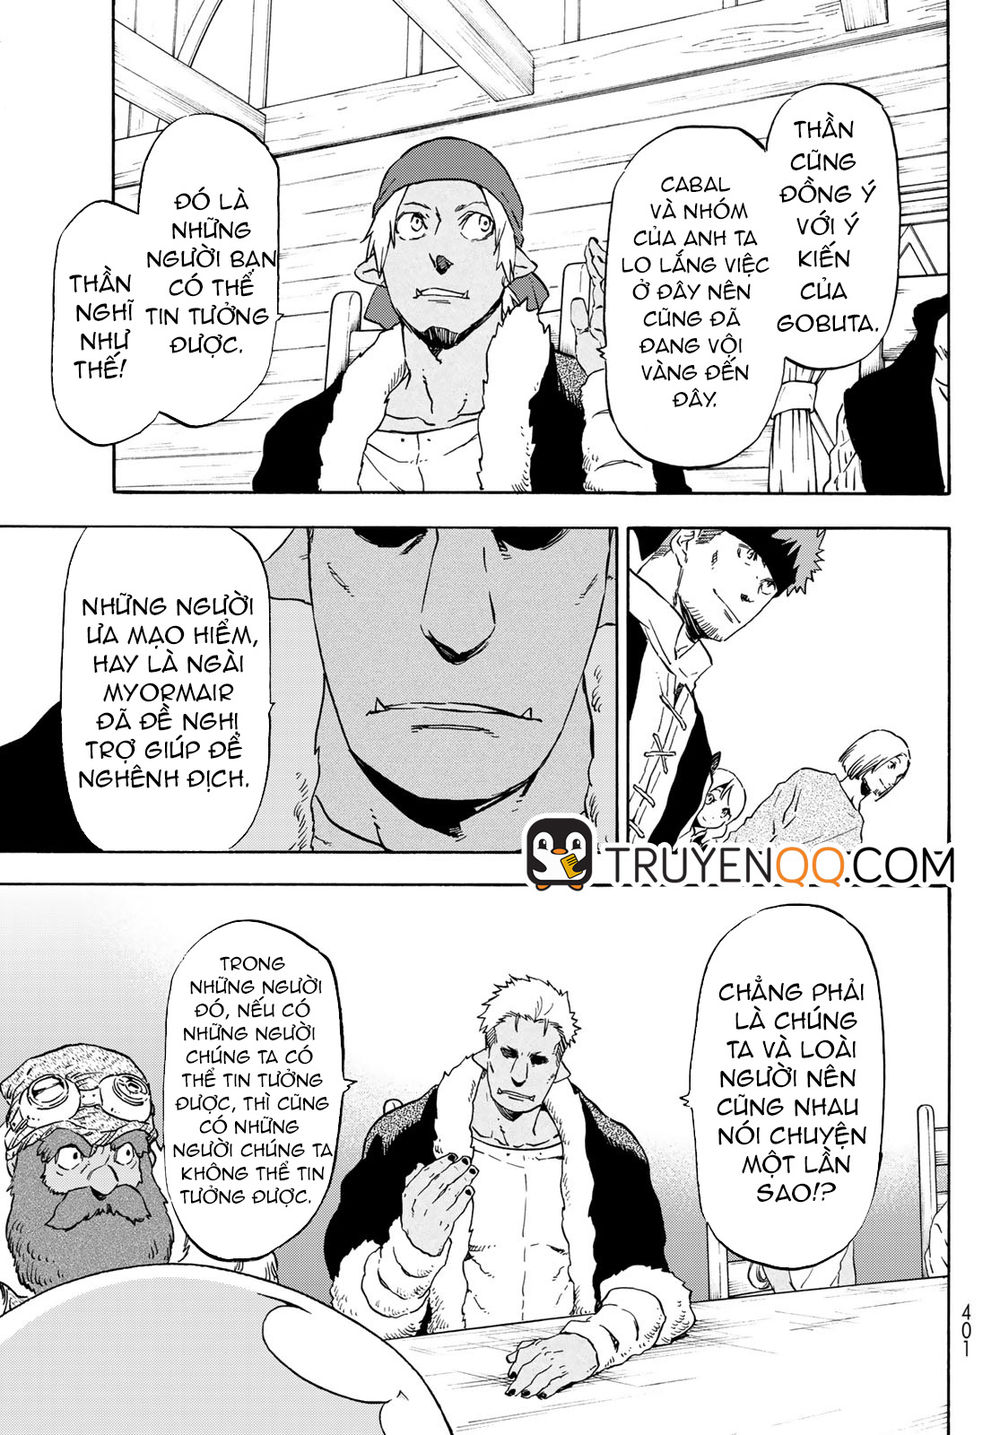 THẦN
CŨNG
ĐỒNG Ý
VỚI Ý
KIẾN
CỦA
GOBUTA.
CABAL
VÀ NHÓM
CỦA ANH TA
LO LẮNG VIỆC
Ở ĐÂY NÊN
CŨNG ĐÃ
ĐANG VỘI
VÀNG ĐẾN
ĐÂY.
ĐÓ LÀ
NHỮNG
NGƯỜI BẠN
CÓ THỂ
TIN TƯỞNG
ĐƯỢC.
THẦN
NGHĨ
NHƯ
THẾ!
NHỮNG NGƯỜI
ƯA MẠO HIỂM,
HAY LÀ NGÀI
MYORMAIR
ĐÃ ĐỀ NGHỊ
TRỢ GIÚP ĐỂ
NGHÊNH ĐỊCH.
TRUYENQQ.COM
CHẲNG PHẢI
LÀ CHÚNG
TA VÀ LOÀI
NGƯỜI NÊN
CŨNG NHAU
NÓI CHUYỆN
MỘT LẦN
SAO!?
TRONG
NHỮNG NGƯỜI
ĐÓ, NẾU CÓ
NHỮNG NGƯỜI
CHÚNG TA CÓ
THỂ TIN TƯỞNG
ĐƯỢC, THÌ CŨNG
CÓ NHỮNG
NGƯỜI CHÚNG TA
KHÔNG THỂ TIN
TƯỞNG ĐƯỢC.
401